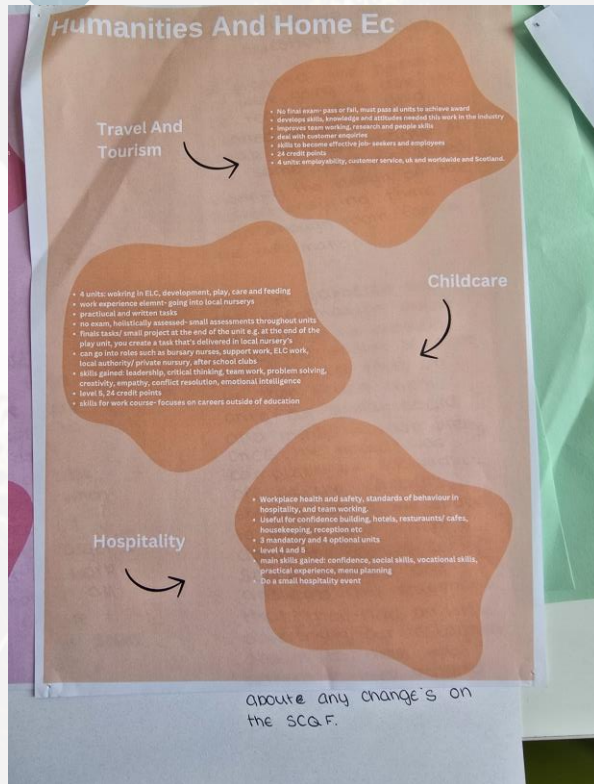 Humanities And Home Ec
Travel And
Tourism
• No final exam- pass or fail, must pass al units to achieve award
• develops skills, knowledge and attitudes needed this work in the industry
• improves team working, research and people skills
• deal with customer enquiries
• skills to become effective job- seekers and employees
• 24 credit points
• 4 units: employability, customer service, uk and worldwide and Scotland.
Childcare
• 4 units: wokring in ELC, development, play, care and feeding
• work experience elemnt- going into local nurserys
• practiucal and written tasks
• no exam, holistically assessed- small assessments throughout units
• finals tasks/ small project at the end of the unit e.g. at the end of the
play unit, you create a task that's delivered in local nursery's
• can go into roles such as bursary nurses, support work, ELC work,
local authority/ private nursury, after school clubs
• skills gained: leadership, critical thinking, team work, problem solving,
creativity, empathy, conflict resolution, emotional intelligence
• level 5, 24 credit points
• skills for work course- focuses on careers outside of education
Hospitality
• Workplace health and safety, standards of behaviour in
hospitality, and team working.
• Useful for confidence building, hotels, resturaunts/ cafes,
housekeeping, reception etc
• 3 mandatory and 4 optional units
• level 4 and 5
• main skills gained: confidence, social skills, vocational skills,
practical experience, menu planning
• Do a small hospitality event
aboute any change's on
the SCQF.